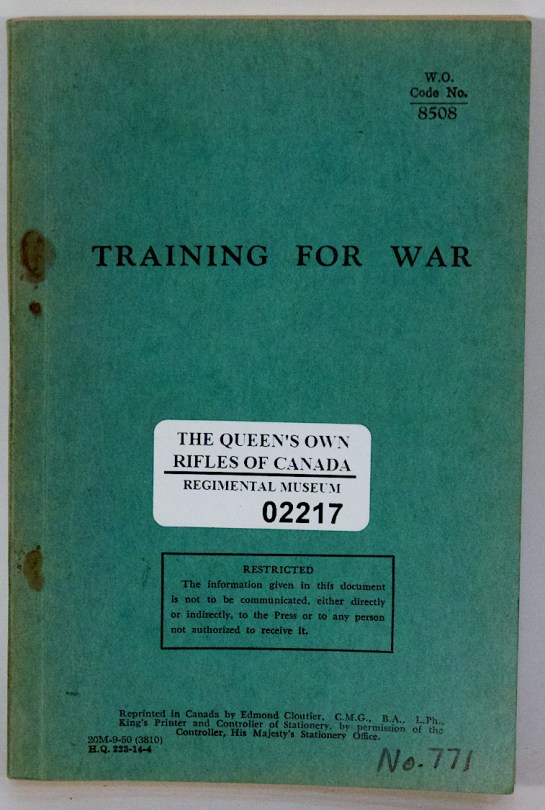 W.O.
Code No.
8508
TRAINING FOR WAR
THE QUEEN'S OWN
RIFLES OF CANADA
REGIMENTAL MUSEUM
02217
RESTRICTED
The information given in this document
is not to be communicated, either directly
or indirectly, to the Press or to any person
not authorized to receive it.
Reprinted in Canada by Edmond Cloutier, C.M.G., B.A., L.Ph.,
King's Printer and Controller of Stationery, by permission of the
Controller, His Majesty's Stationery Office.
20M-9-50 (3810)
H.Q. 223-14-4
No. 771